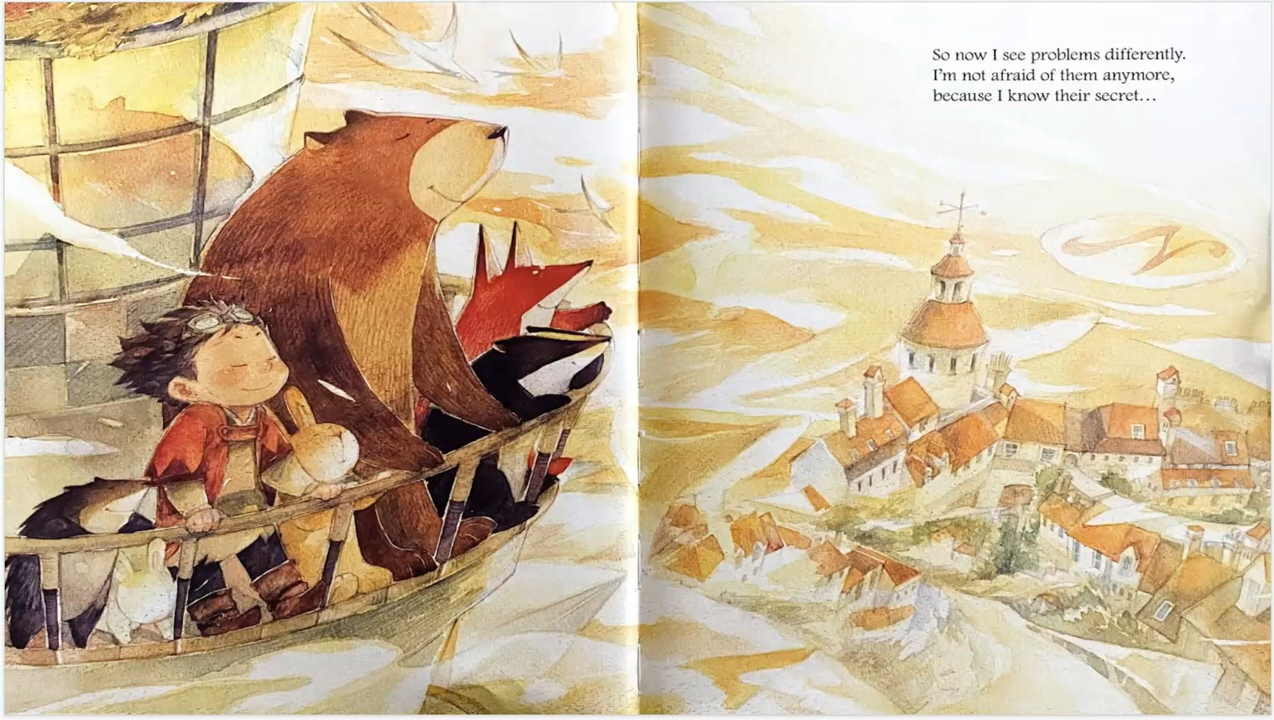 So now I see problems differently.
I'm not afraid of them anymore,
because I know their secret...